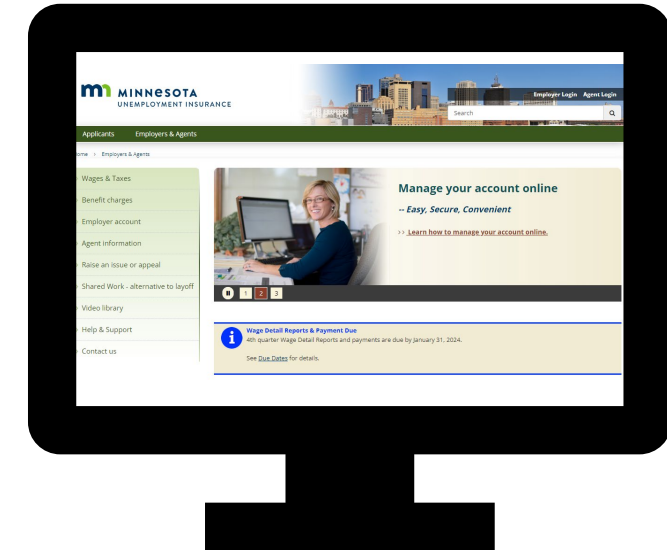 MINNESOTA
UNEMPLOYMENT INSURANCE
Employer Login Agent Login
Search
Applicants Employers & Agents
ome > Employers & Agents
Wages & Taxes
Benefit charges
Employer account
Agent information
Raise an issue or appeal
Shared Work - alternative to layoff
Video library
Help & Support
Contact us
Manage your account online
-- Easy, Secure, Convenient
>> Learn how to manage your account online.
1 2 3
Wage Detail Reports & Payment Due
4th quarter Wage Detail Reports and payments are due by January 31, 2024.
See Due Dates for details.